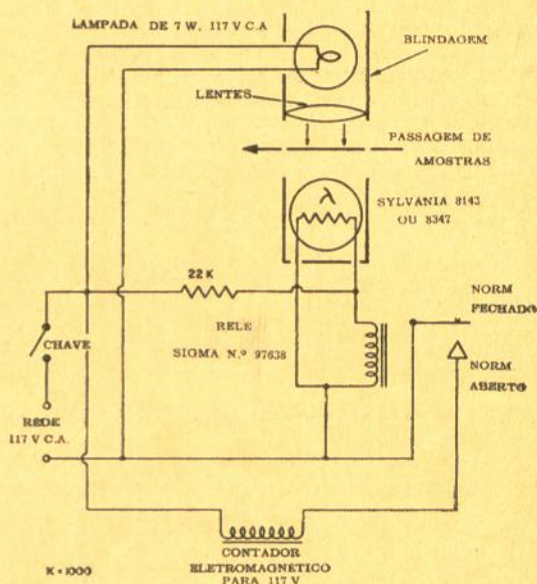 LAMPADA DE 7 W, 117 V C.A
BLINDAGEM
LENTES
PASSAGEM DE
AMOSTRAS
λ
SYLVANIA 8143
OU 8347
22 K
NORM
FECHADO
RELE
SIGMA N.º 97638
CHAVE
NORM.
ABERTO
REDE
117 V C.A.
CONTADOR
ELETROMAGNÉTICO
PARA 117 V
K = 1000